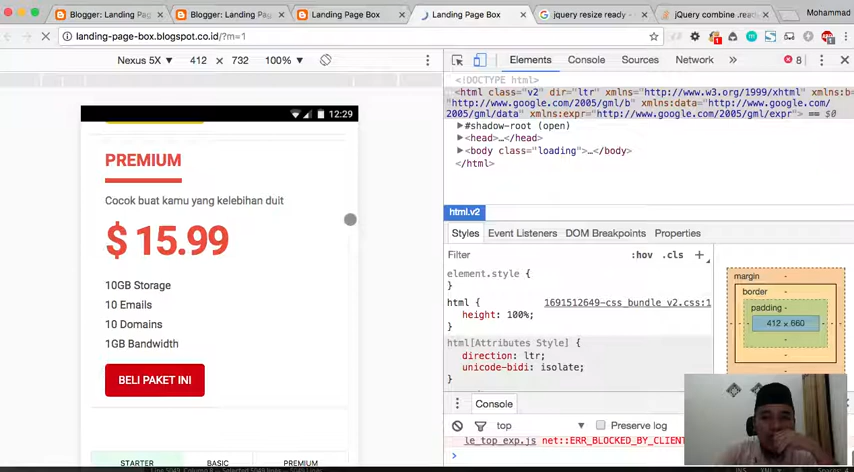 Blogger: Landing Pag
Blogger: Landing Pag
Landing Page Box
Landing Page Box
jquery resize ready -
jQuery combine .read
Mohammad
landing-page-box.blogspot.co.id/?m=1
Nexus 5X ▼ 412 × 732 100% ▼
Elements Console Sources Network » 8
12:29
PREMIUM
Cocok buat kamu yang kelebihan duit
$ 15.99
10GB Storage
10 Emails
10 Domains
1GB Bandwidth
BELI PAKET INI
STARTER BASIC PREMIUM
<!DOCTYPE html>
<html class="v2" dir="ltr" xmlns="http://www.w3.org/1999/xhtml" xmlns:b=
"http://www.google.com/2005/gml/b" xmlns:data="http://www.google.com/
2005/gml/data" xmlns:expr="http://www.google.com/2005/gml/expr"> == $0
▶#shadow-root (open)
▶<head>…</head>
▶<body class="loading">…</body>
</html>
html.v2
Styles Event Listeners DOM Breakpoints Properties
Filter :hov .cls +
element.style {
}
html { 1691512649-css_bundle_v2.css:1
height: 100%;
}
html[Attributes Style] {
direction: ltr;
unicode-bidi: isolate;
}
margin -
border -
padding -
412 × 660
Console
top ▼ Preserve log
le_top_exp.js net::ERR_BLOCKED_BY_CLIENT